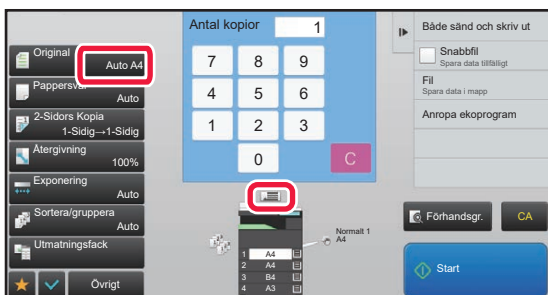 Original
Auto A4
Pappersval
Auto
2-Sidors Kopia
1-Sidig→1-Sidig
Återgivning
100%
Exponering
Auto
Sortera/gruppera
Auto
Utmatningsfack
Övrigt
Antal kopior 1
7 8 9
4 5 6
1 2 3
0 C
Normalt 1
A4
1 A4
2 A4
3 B4
4 A3
Både sänd och skriv ut
Snabbfil
Spara data tillfälligt
Fil
Spara data i mapp
Anropa ekoprogram
Förhandsgr.
CA
Start